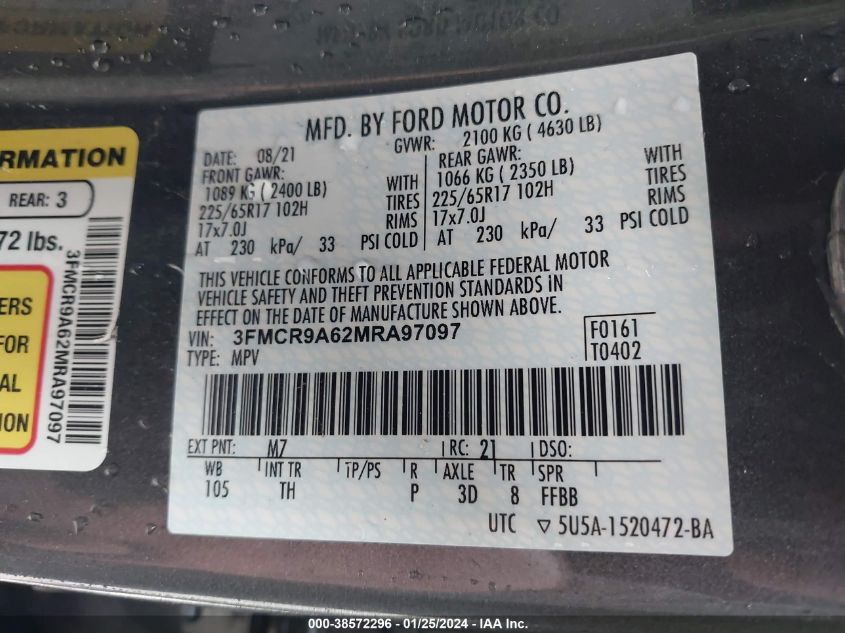 RMATION
REAR: 3
72 lbs.
ERS
FOR
AL
ION
3FMCR9A62MRA97097
MFD. BY FORD MOTOR CO.
DATE: 08/21 GVWR: 2100 KG ( 4630 LB)
FRONT GAWR: REAR GAWR:
1089 KG ( 2400 LB) WITH 1066 KG ( 2350 LB) WITH
225/65R17 102H TIRES 225/65R17 102H TIRES
17x7.0J RIMS 17x7.0J RIMS
AT 230 kPa/ 33 PSI COLD AT 230 kPa/ 33 PSI COLD
THIS VEHICLE CONFORMS TO ALL APPLICABLE FEDERAL MOTOR
VEHICLE SAFETY AND THEFT PREVENTION STANDARDS IN
EFFECT ON THE DATE OF MANUFACTURE SHOWN ABOVE.
VIN: 3FMCR9A62MRA97097 F0161
TYPE: MPV T0402
EXT PNT: M7 RC: 21 DSO:
WB INT TR TP/PS R AXLE TR SPR
105 TH P 3D 8 FFBB
UTC ▽ 5U5A-1520472-BA
000-38572296 - 01/25/2024 - IAA Inc.